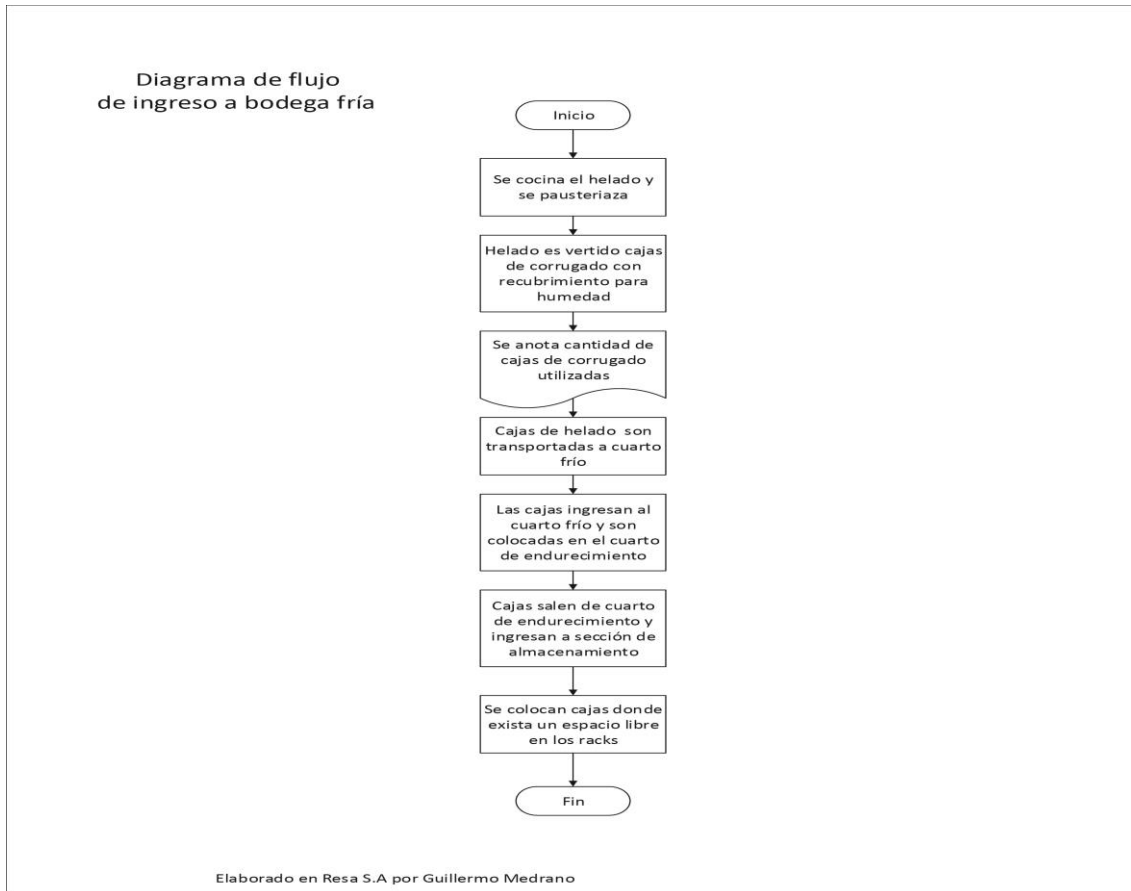 Diagrama de flujo
de ingreso a bodega fría
Inicio
Se cocina el helado y
se pausteriaza
Helado es vertido cajas
de corrugado con
recubrimiento para
humedad
Se anota cantidad de
cajas de corrugado
utilizadas
Cajas de helado son
transportadas a cuarto
frío
Las cajas ingresan al
cuarto frío y son
colocadas en el cuarto
de endurecimiento
Cajas salen de cuarto
de endurecimiento y
ingresan a sección de
almacenamiento
Se colocan cajas donde
exista un espacio libre
en los racks
Fin
Elaborado en Resa S.A por Guillermo Medrano